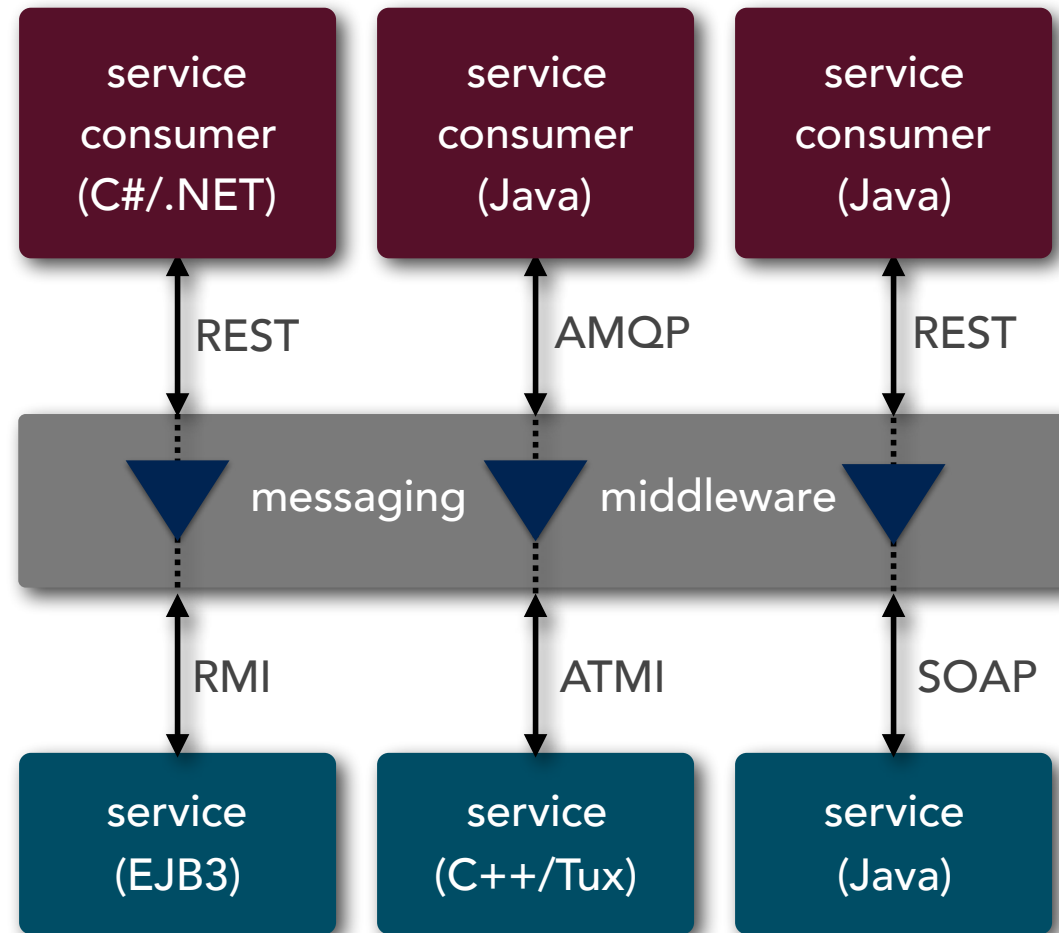 service
consumer
(C#/.NET)
service
consumer
(Java)
service
consumer
(Java)
REST
AMQP
REST
messaging middleware
RMI
ATMI
SOAP
service
(EJB3)
service
(C++/Tux)
service
(Java)